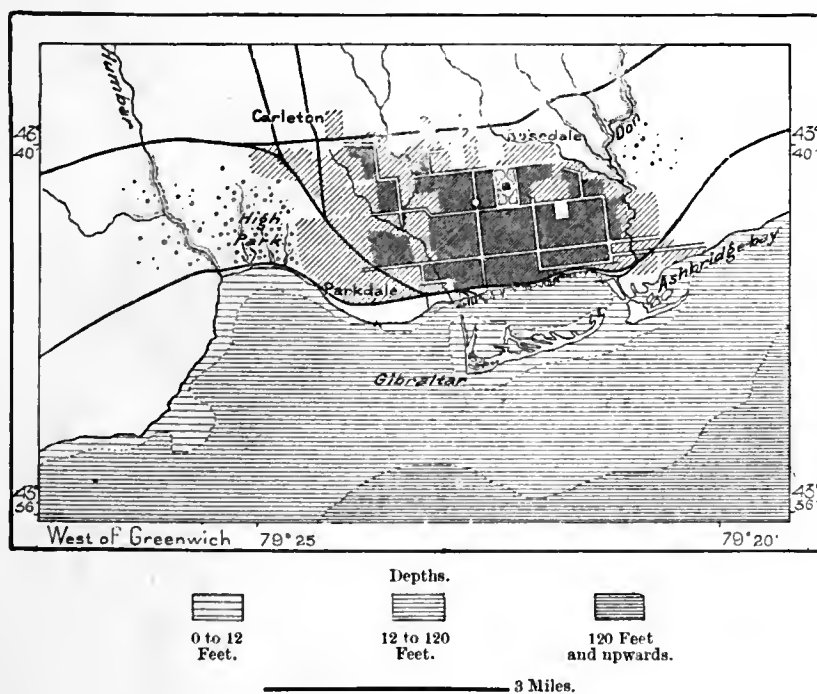 Humber
Carleton
Rosedale
Don
43°
40'
43°
40'
High
Park
Parkdale
Ashbridge bay
Gibraltar
43°
36'
43°
36'
West of Greenwich 79°25 79°20'
Depths.
0 to 12
Feet.
12 to 120
Feet.
120 Feet
and upwards.
3 Miles.